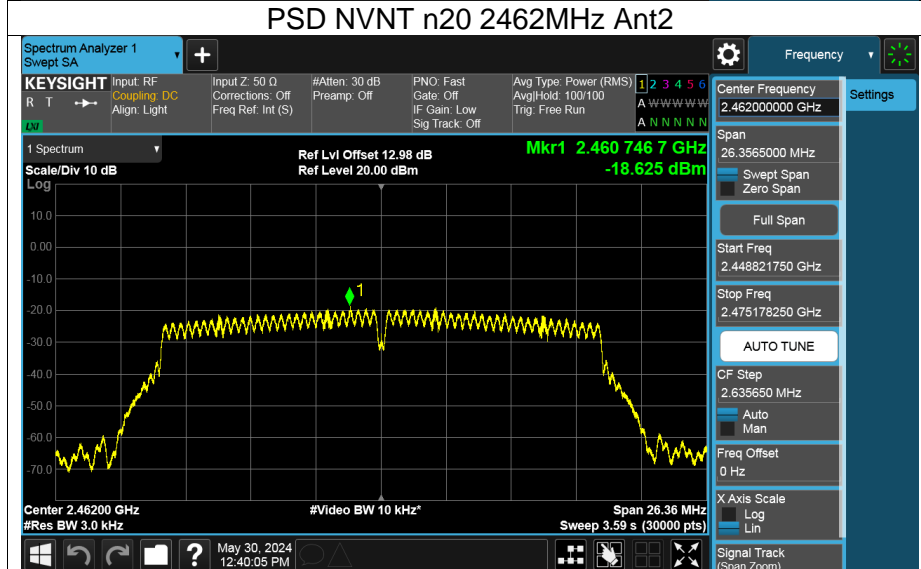 PSD NVNT n20 2462MHz Ant2
Spectrum Analyzer 1
Swept SA
+
Frequency
KEYSIGHT
R T
LXI
Input: RF
Coupling: DC
Align: Light
Input Z: 50 Ω
Corrections: Off
Freq Ref: Int (S)
#Atten: 30 dB
Preamp: Off
PNO: Fast
Gate: Off
IF Gain: Low
Sig Track: Off
Avg Type: Power (RMS)
Avg|Hold: 100/100
Trig: Free Run
1 2 3 4 5 6
A W W W W W
A N N N N N
1 Spectrum
Scale/Div 10 dB
Log
Ref Lvl Offset 12.98 dB
Ref Level 20.00 dBm
Mkr1 2.460 746 7 GHz
-18.625 dBm
10.0
0.00
-10.0
-20.0
-30.0
-40.0
-50.0
-60.0
-70.0
1
Center 2.46200 GHz
#Res BW 3.0 kHz
#Video BW 10 kHz*
Span 26.36 MHz
Sweep 3.59 s (30000 pts)
?
May 30, 2024
12:40:05 PM
Center Frequency
2.462000000 GHz
Span
26.3565000 MHz
Swept Span
Zero Span
Full Span
Start Freq
2.448821750 GHz
Stop Freq
2.475178250 GHz
AUTO TUNE
CF Step
2.635650 MHz
Auto
Man
Freq Offset
0 Hz
X Axis Scale
Log
Lin
Signal Track
(Span Zoom)
Settings